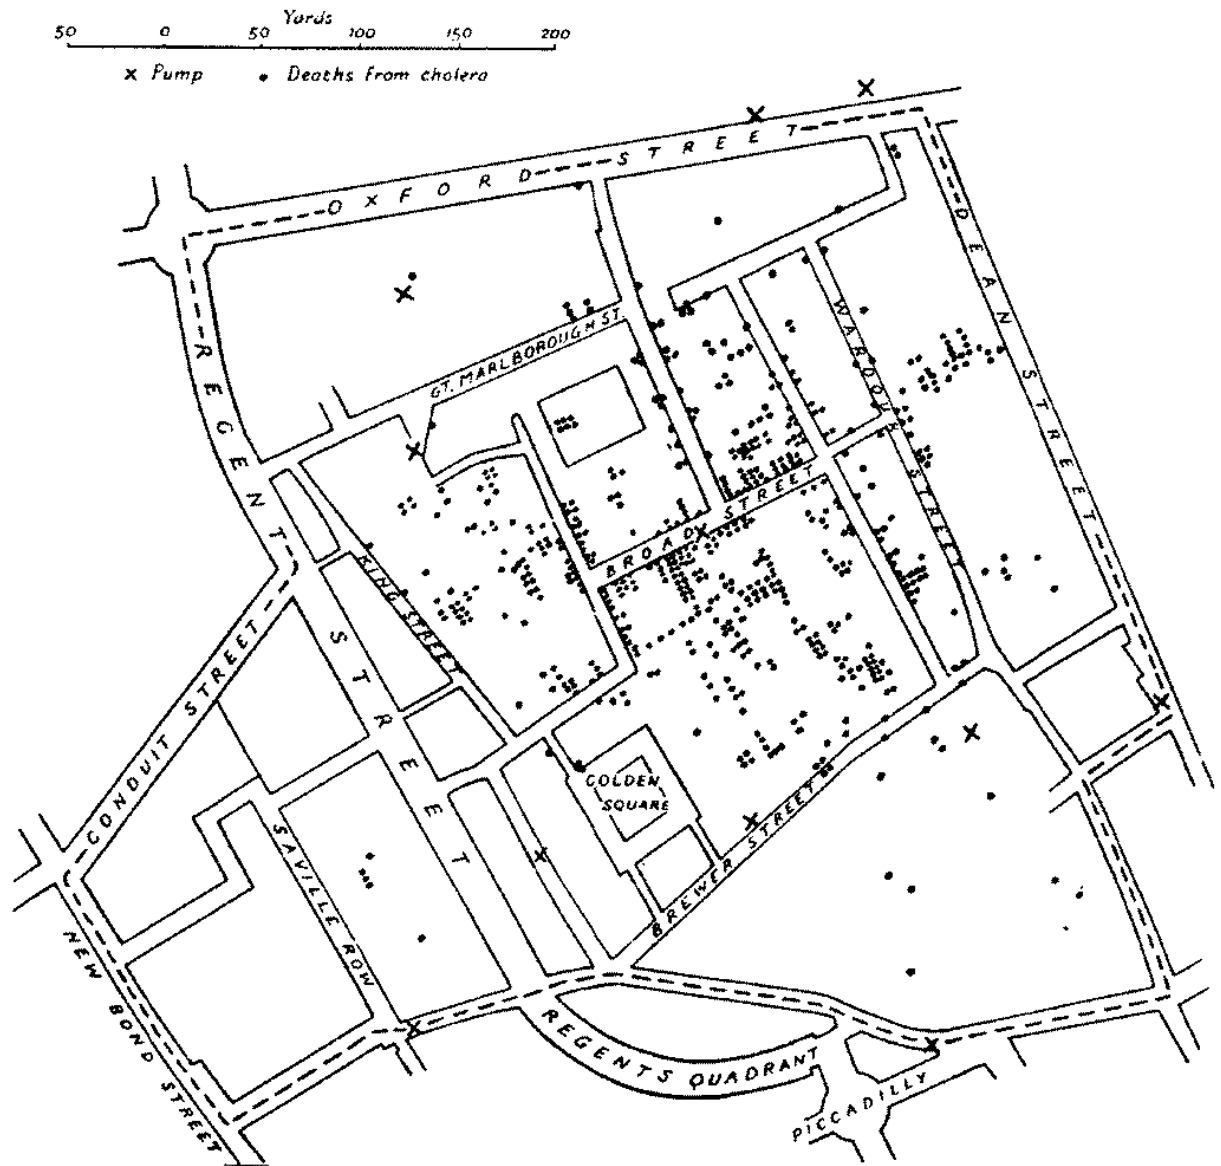 Yards
50 0 50 100 150 200
x Pump • Deaths from cholera
OXFORD STREET
DEAN STREET
REGENT STREET
GT. MARLBOROUGH ST.
WARDOUR STREET
BROAD STREET
KING STREET
CONDUIT STREET
GOLDEN
SQUARE
SAVILLE ROW
BREWER STREET
NEW BOND STREET
REGENTS QUADRANT
PICCADILLY